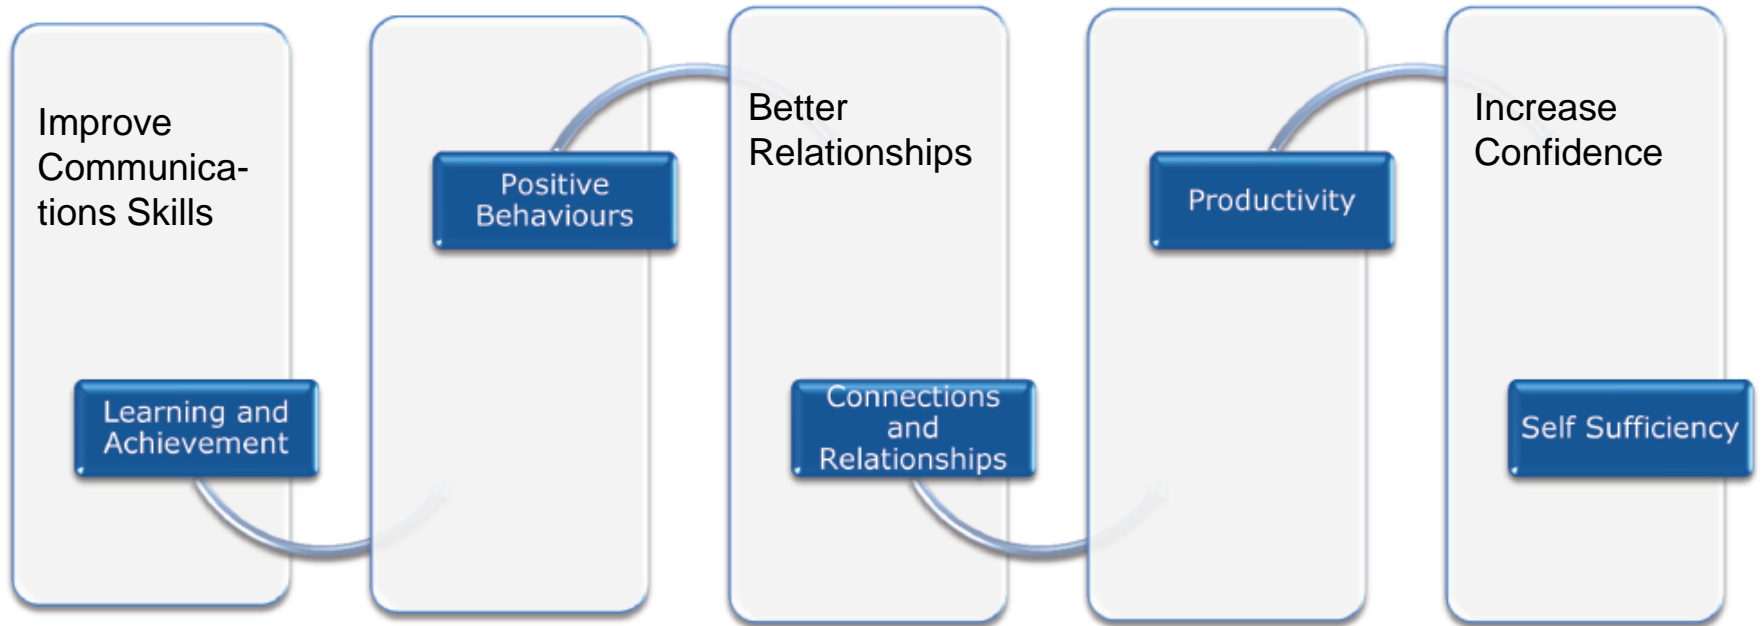 Improve
Communica-
tions Skills
Learning and
Achievement
Positive
Behaviours
Better
Relationships
Connections
and
Relationships
Productivity
Increase
Confidence
Self Sufficiency